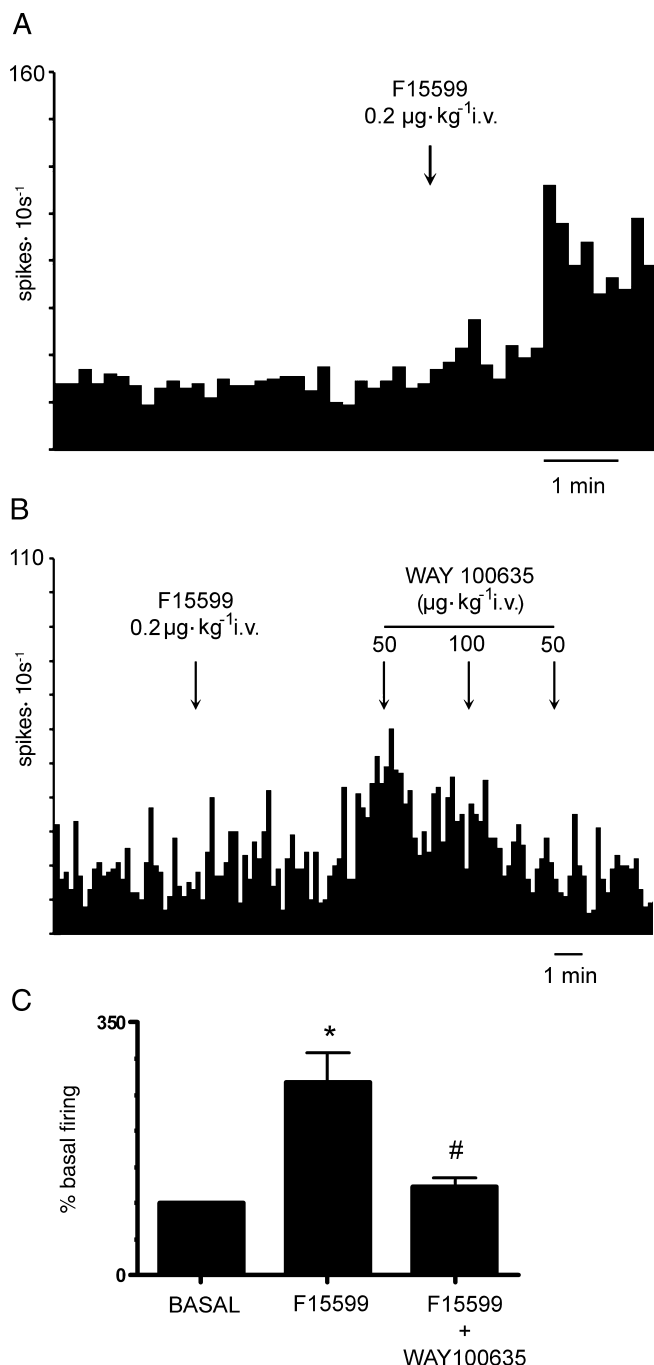 A
160
F15599
0.2 µg·kg⁻¹i.v.
spikes· 10s⁻¹
1 min
B
110
WAY 100635
(µg·kg⁻¹i.v.)
F15599
0.2µg·kg⁻¹i.v.
50 100 50
spikes· 10s⁻¹
1 min
C
350
*
#
% basal firing
0
BASAL F15599 F15599
+
WAY100635